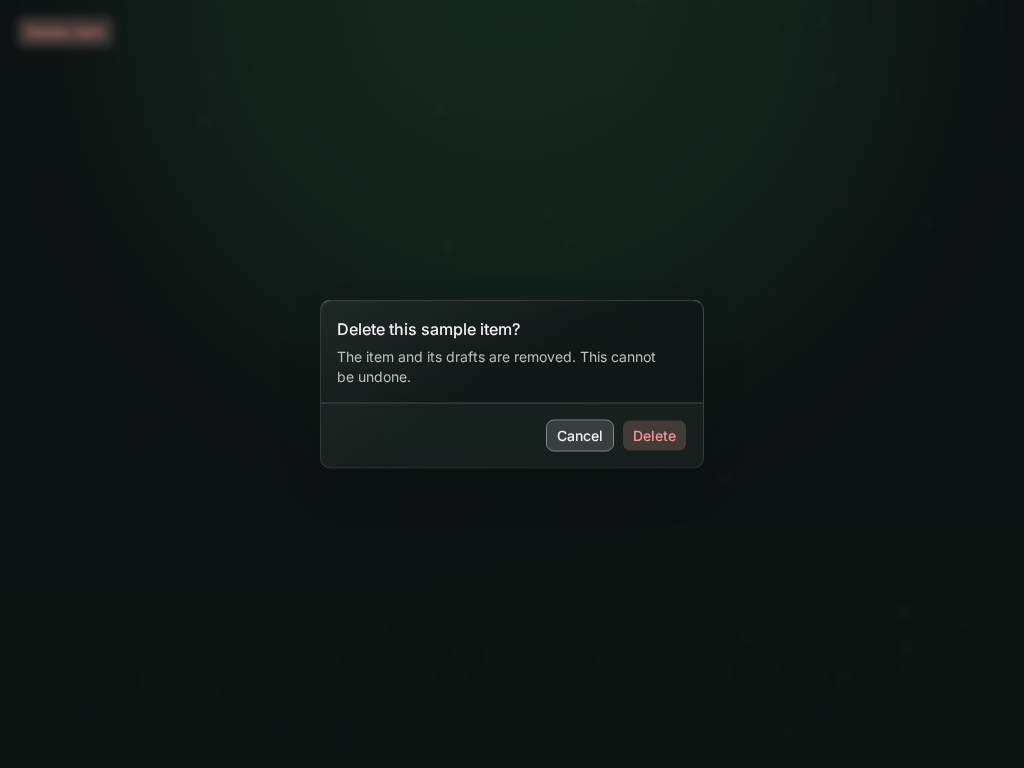 Delete this sample item?
The item and its drafts are removed. This cannot
be undone.
Cancel
Delete